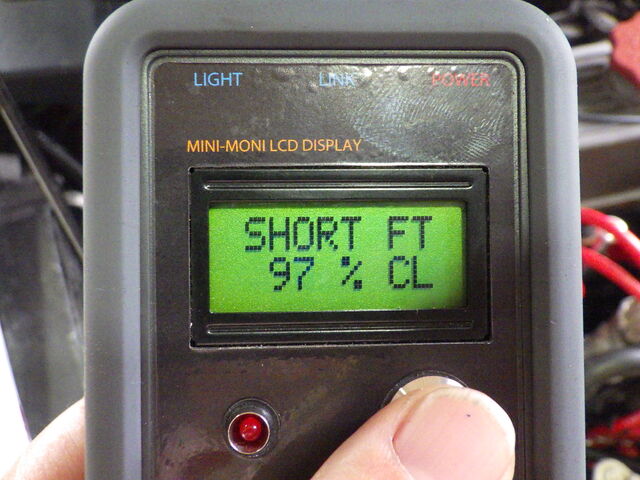 LIGHT LINK POWER
MINI-MONI LCD DISPLAY
SHORT FT
97 % CL